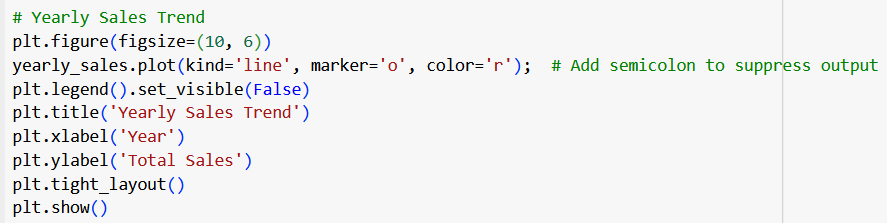 # Yearly Sales Trend
plt.figure(figsize=(10, 6))
yearly_sales.plot(kind='line', marker='o', color='r');  # Add semicolon to suppress output
plt.legend().set_visible(False)
plt.title('Yearly Sales Trend')
plt.xlabel('Year')
plt.ylabel('Total Sales')
plt.tight_layout()
plt.show()